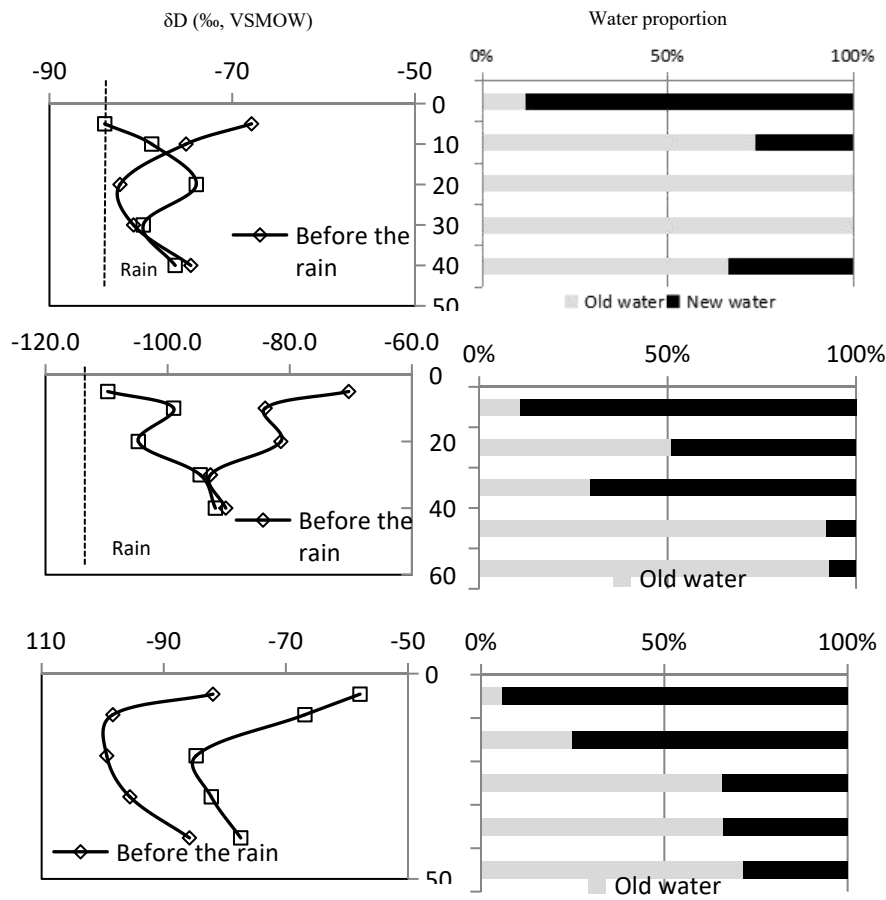 δD (‰, VSMOW)
Water proportion
-90 -70 -50
0% 50% 100%
0
10
20
30
40
50
Before the
rain
Rain
Old water New water
-120.0 -100.0 -80.0 -60.0
0% 50% 100%
0
20
40
60
Before the
rain
Rain
Old water
110 -90 -70 -50
0% 50% 100%
0
50
Before the rain
Old water